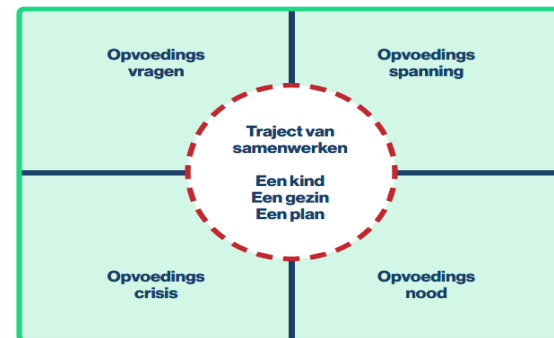 Opvoedings
vragen
Opvoedings
spanning
Traject van
samenwerken
Een kind
Een gezin
Een plan
Opvoedings
crisis
Opvoedings
nood